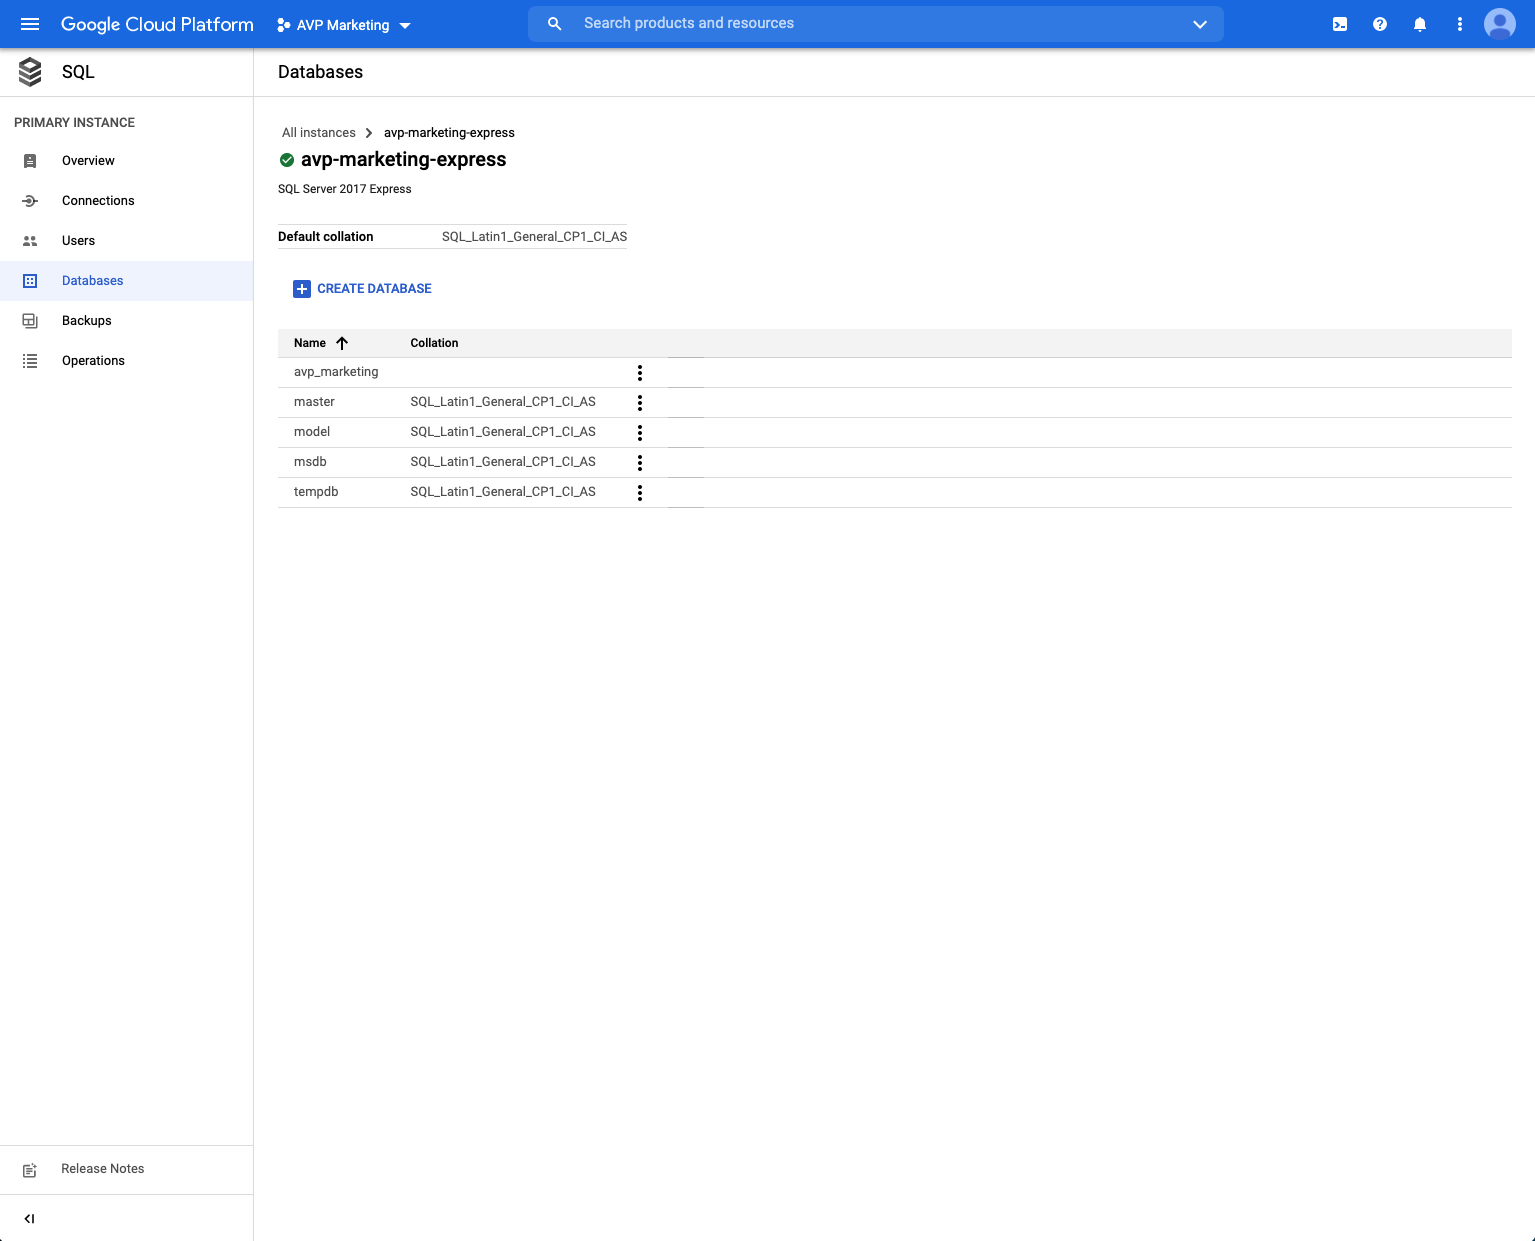 Google Cloud Platform
AVP Marketing
Search products and resources
SQL
Databases
PRIMARY INSTANCE
Overview
Connections
Users
Databases
Backups
Operations
All instances
avp-marketing-express
avp-marketing-express
SQL Server 2017 Express
Default collation SQL_Latin1_General_CP1_CI_AS
CREATE DATABASE
Name Collation
avp_marketing
master SQL_Latin1_General_CP1_CI_AS
model SQL_Latin1_General_CP1_CI_AS
msdb SQL_Latin1_General_CP1_CI_AS
tempdb SQL_Latin1_General_CP1_CI_AS
Release Notes